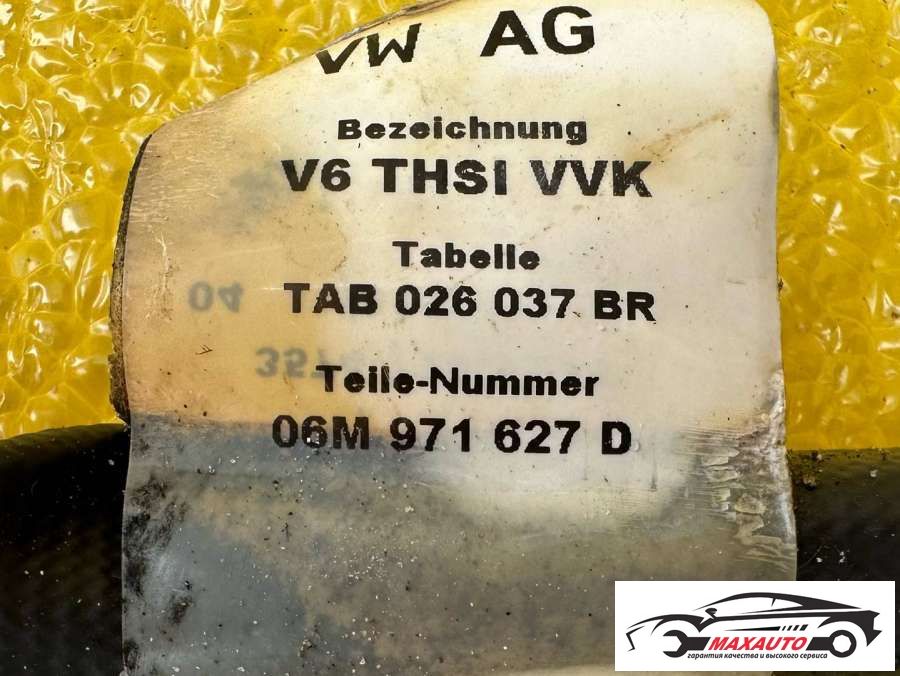 VW AG
Bezeichnung
V6 THSI VVK
Tabelle
04 TAB 026 037 BR
Teile-Nummer
06M 971 627 D
MAXAUTO
гарантия качества и высокого сервиса